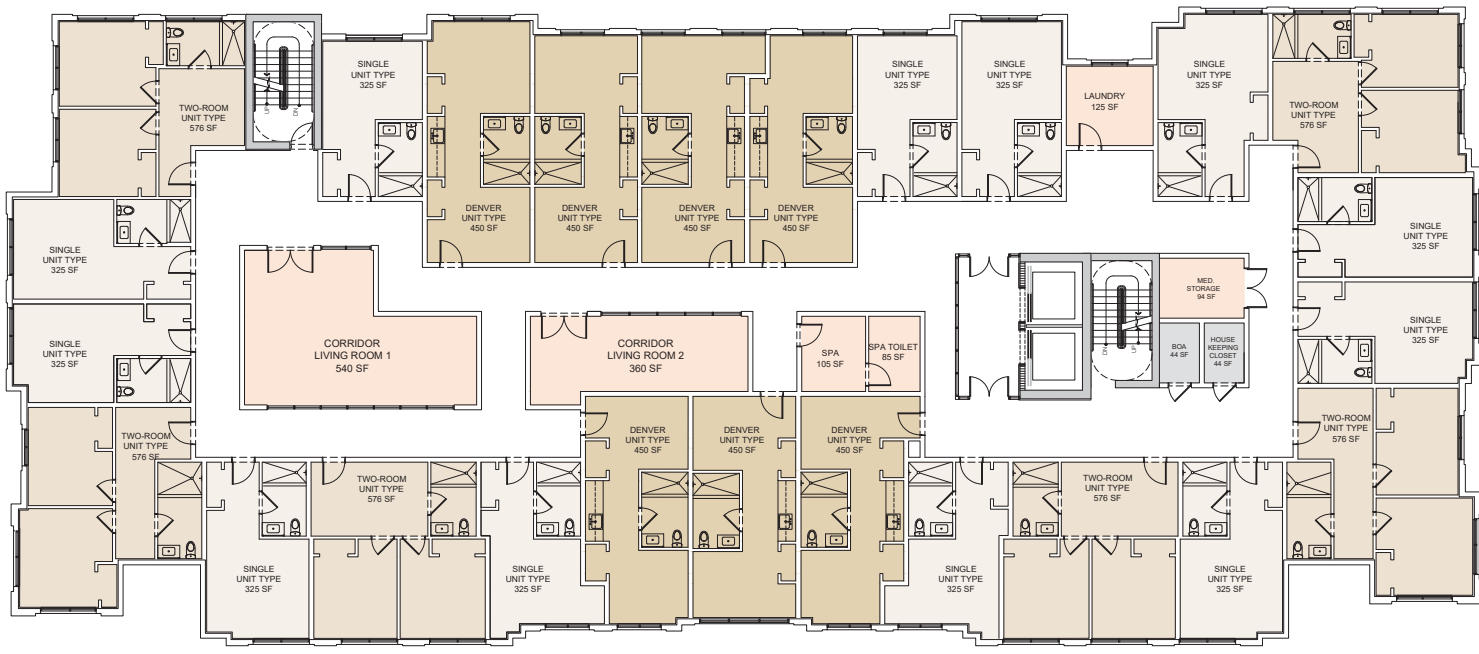 SINGLE
UNIT TYPE
325 SF
SINGLE
UNIT TYPE
325 SF
SINGLE
UNIT TYPE
325 SF
SINGLE
UNIT TYPE
325 SF
LAUNDRY
125 SF
TWO-ROOM
UNIT TYPE
576 SF
UP
DN
TWO-ROOM
UNIT TYPE
576 SF
DENVER
UNIT TYPE
450 SF
DENVER
UNIT TYPE
450 SF
DENVER
UNIT TYPE
450 SF
DENVER
UNIT TYPE
450 SF
SINGLE
UNIT TYPE
325 SF
SINGLE
UNIT TYPE
325 SF
MED.
STORAGE
94 SF
CORRIDOR
LIVING ROOM 1
540 SF
CORRIDOR
LIVING ROOM 2
360 SF
SPA
105 SF
SPA TOILET
85 SF
DN
UP
BOA
44 SF
HOUSE
KEEPING
CLOSET
44 SF
SINGLE
UNIT TYPE
325 SF
SINGLE
UNIT TYPE
325 SF
TWO-ROOM
UNIT TYPE
576 SF
DENVER
UNIT TYPE
450 SF
DENVER
UNIT TYPE
450 SF
DENVER
UNIT TYPE
450 SF
TWO-ROOM
UNIT TYPE
576 SF
TWO-ROOM
UNIT TYPE
576 SF
TWO-ROOM
UNIT TYPE
576 SF
SINGLE
UNIT TYPE
325 SF
SINGLE
UNIT TYPE
325 SF
SINGLE
UNIT TYPE
325 SF
SINGLE
UNIT TYPE
325 SF